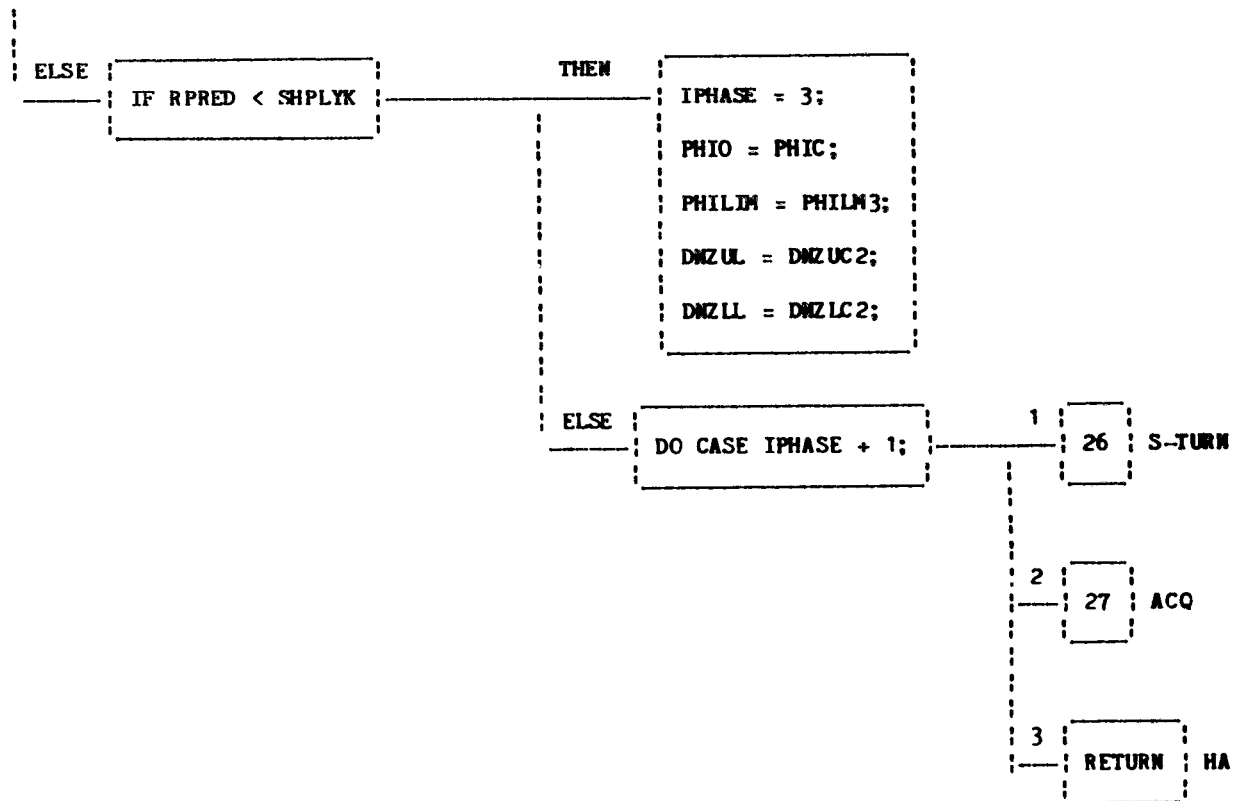 ELSE IF RPRED < SHPLYK THEN IPHASE = 3;
PHIO = PHIC;
PHILIM = PHILM3;
DNZUL = DNZUC2;
DNZLL = DNZLC2;
ELSE DO CASE IPHASE + 1; 1 26 S-TURN
2 27 ACQ
3 RETURN HA